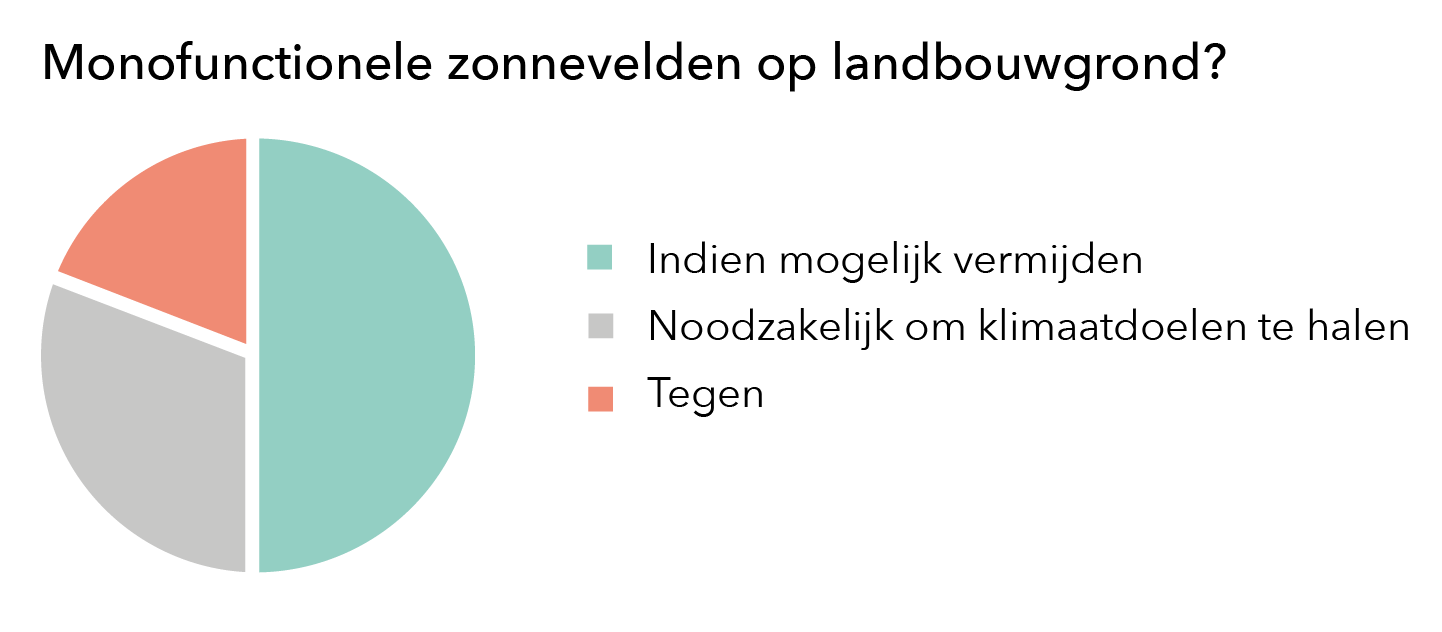 Monofunctionele zonnevelden op landbouwgrond?
Indien mogelijk vermijden
Noodzakelijk om klimaatdoelen te halen
Tegen